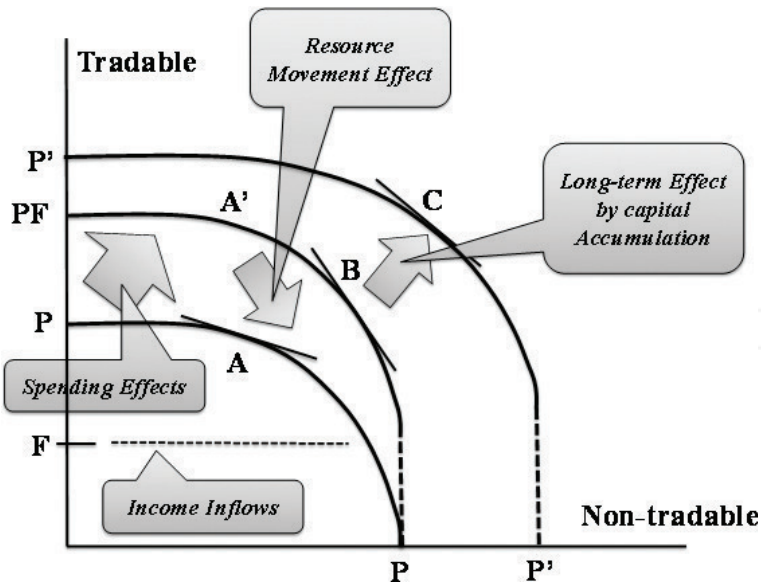 Tradable
Resource
Movement Effect
P'
PF
A'
C
Long-term Effect
by capital
Accumulation
B
P
A
Spending Effects
F
Income Inflows
Non-tradable
P
P'